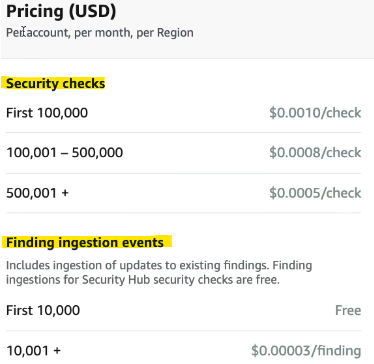 Pricing (USD)
Per account, per month, per Region
Security checks
First 100,000 $0.0010/check
100,001 – 500,000 $0.0008/check
500,001 + $0.0005/check
Finding ingestion events
Includes ingestion of updates to existing findings. Finding
ingestions for Security Hub security checks are free.
First 10,000 Free
10,001 + $0.00003/finding